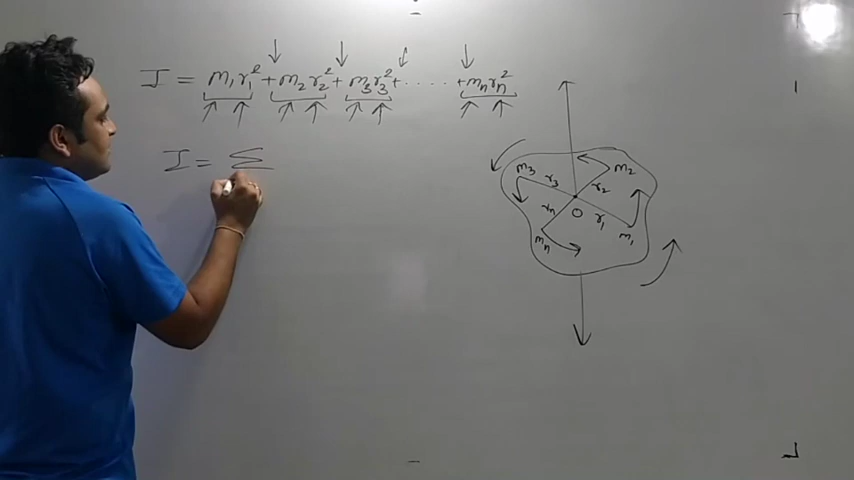 I = m₁r₁² + m₂r₂² + m₃r₃² + ..... + mₙrₙ²
I = Σ
m₃ r₃ r₂ m₂
rₙ O r₁
mₙ m₁